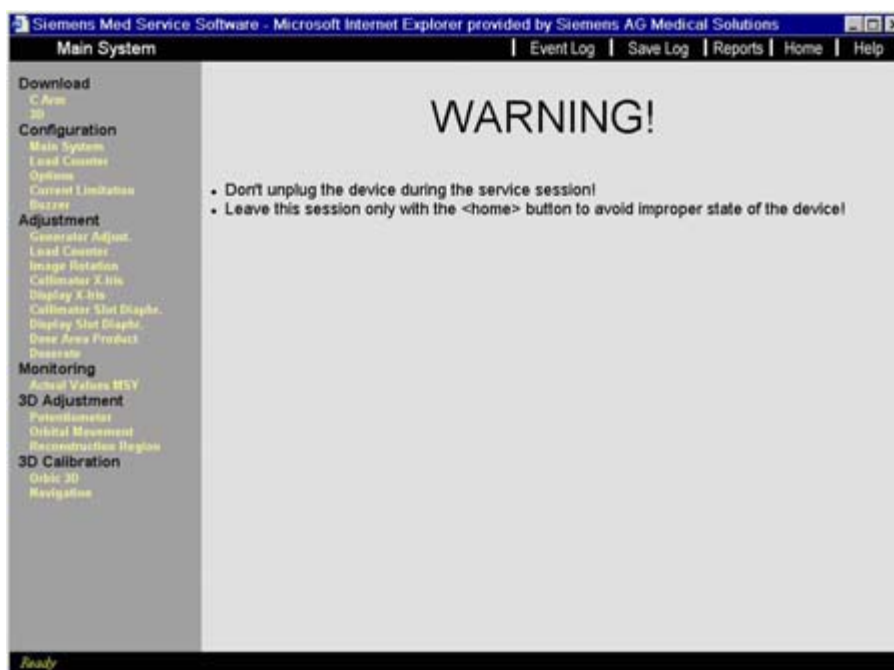 Siemens Med Service Software - Microsoft Internet Explorer provided by Siemens AG Medical Solutions
Main System
Event Log
Save Log
Reports
Home
Help
Download
C Arm
3D
Configuration
Main System
Load Counter
Options
Current Limitation
Buzzer
Adjustment
Generator Adjust.
Load Counter
Image Rotation
Collimator X-Iris
Display X-Iris
Collimator Slot Diaphr.
Display Slot Diaphr.
Dose Area Product
Doserate
Monitoring
Actual Values MSY
3D Adjustment
Potentiometer
Orbital Movement
Reconstruction Region
3D Calibration
Orbic 3D
Navigation
WARNING!
• Don't unplug the device during the service session!
• Leave this session only with the <home> button to avoid improper state of the device!
Ready